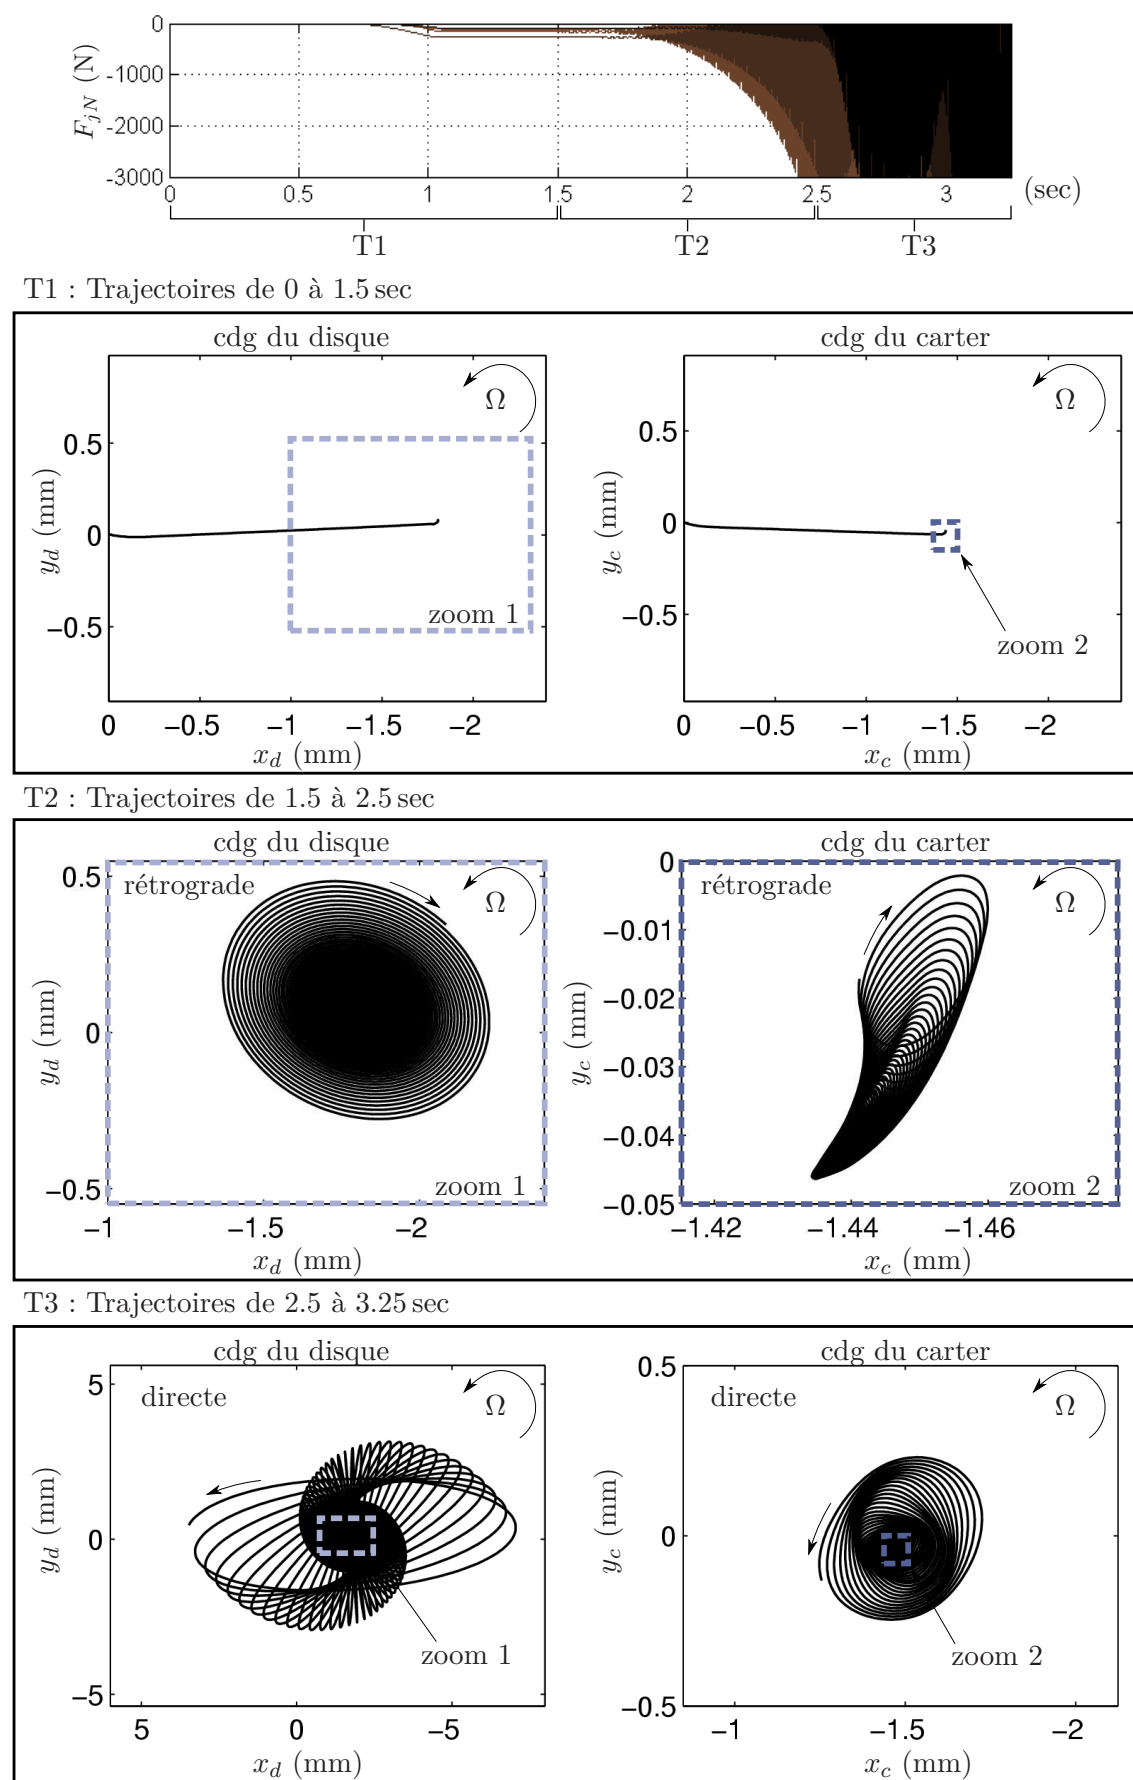 0
-1000
-2000
-3000
F_{jN} (N)
0 0.5 1 1.5 2 2.5 3 (sec)
T1 T2 T3
T1 : Trajectoires de 0 à 1.5 sec
cdg du disque
Ω
0.5
0
−0.5
y_d (mm)
zoom 1
0 −0.5 −1 −1.5 −2
x_d (mm)
cdg du carter
Ω
0.5
0
−0.5
y_c (mm)
zoom 2
0 −0.5 −1 −1.5 −2
x_c (mm)
T2 : Trajectoires de 1.5 à 2.5 sec
cdg du disque
rétrograde
Ω
0.5
0
−0.5
y_d (mm)
zoom 1
−1 −1.5 −2
x_d (mm)
cdg du carter
rétrograde
Ω
0
−0.01
−0.02
−0.03
−0.04
−0.05
y_c (mm)
zoom 2
−1.42 −1.44 −1.46
x_c (mm)
T3 : Trajectoires de 2.5 à 3.25 sec
cdg du disque
directe
Ω
5
0
−5
y_d (mm)
zoom 1
5 0 −5
x_d (mm)
cdg du carter
directe
Ω
0.5
0
−0.5
y_c (mm)
zoom 2
−1 −1.5 −2
x_c (mm)